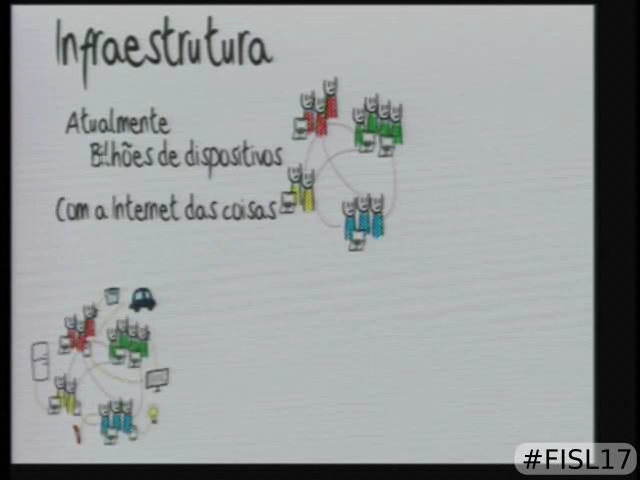 Infraestrutura
Atualmente
Bilhões de dispositivos
Com a Internet das coisas
#FISL17